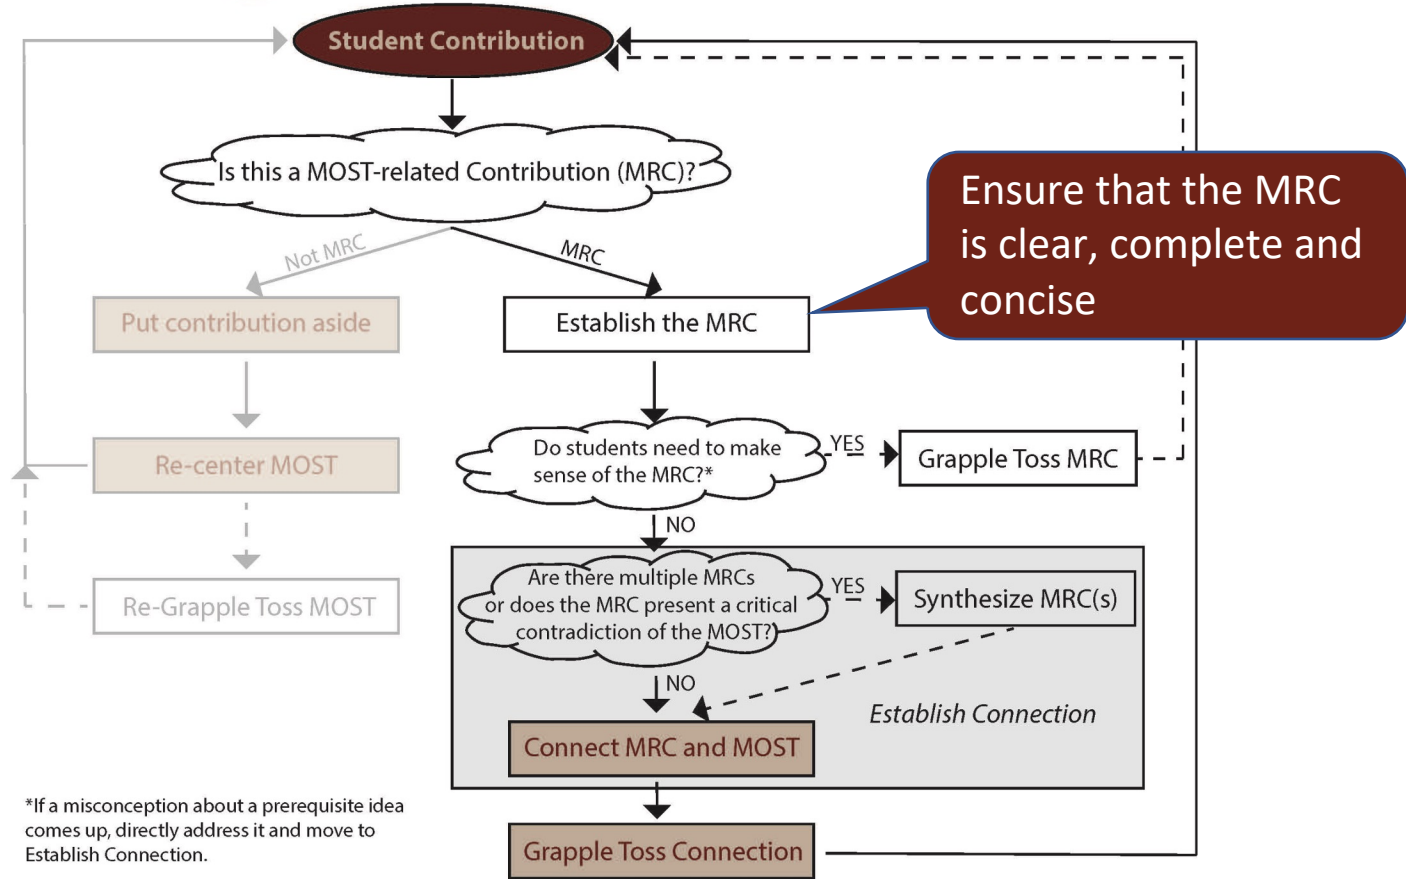 Student Contribution
Is this a MOST-related Contribution (MRC)?
Not MRC
MRC
Ensure that the MRC
is clear, complete and
concise
Put contribution aside
Establish the MRC
Re-center MOST
Do students need to make
sense of the MRC?*
YES
Grapple Toss MRC
NO
Re-Grapple Toss MOST
Are there multiple MRCs
or does the MRC present a critical
contradiction of the MOST?
YES
Synthesize MRC(s)
NO
Establish Connection
Connect MRC and MOST
*If a misconception about a prerequisite idea
comes up, directly address it and move to
Establish Connection.
Grapple Toss Connection